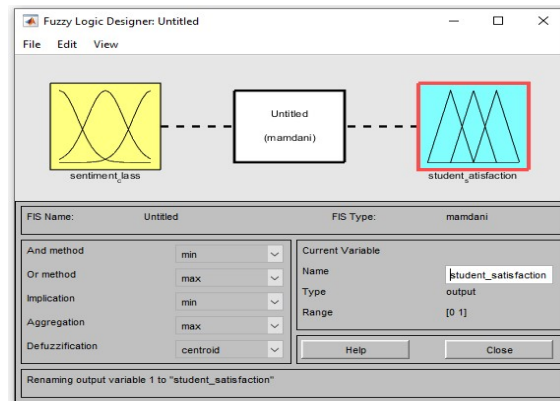 Fuzzy Logic Designer: Untitled
File Edit View
Untitled
(mamdani)
sentiment_class
student_satisfaction
FIS Name: Untitled FIS Type: mamdani
And method min
Or method max
Implication min
Aggregation max
Defuzzification centroid
Current Variable
Name student_satisfaction
Type output
Range [0 1]
Help Close
Renaming output variable 1 to "student_satisfaction"